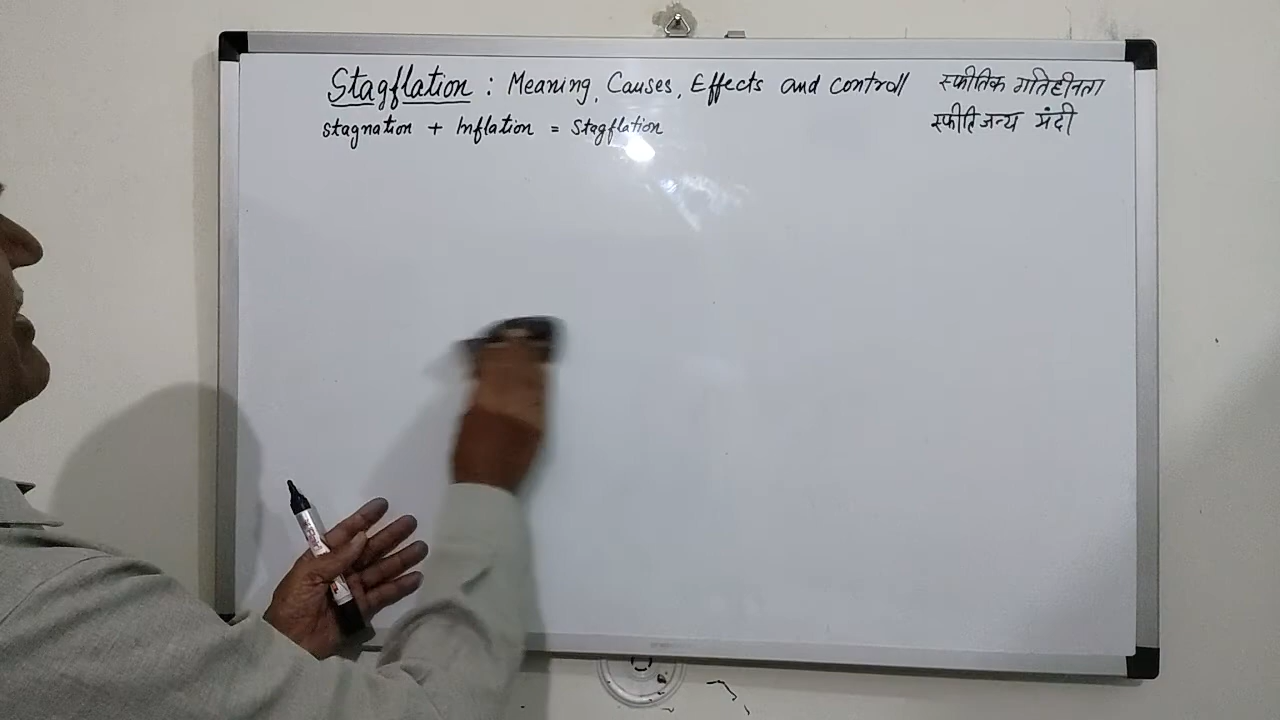 Stagflation : Meaning, Causes, Effects and controll
स्फीतिक गतिहीनता
stagnation + Inflation = Stagflation
स्फीति जन्य मंदी